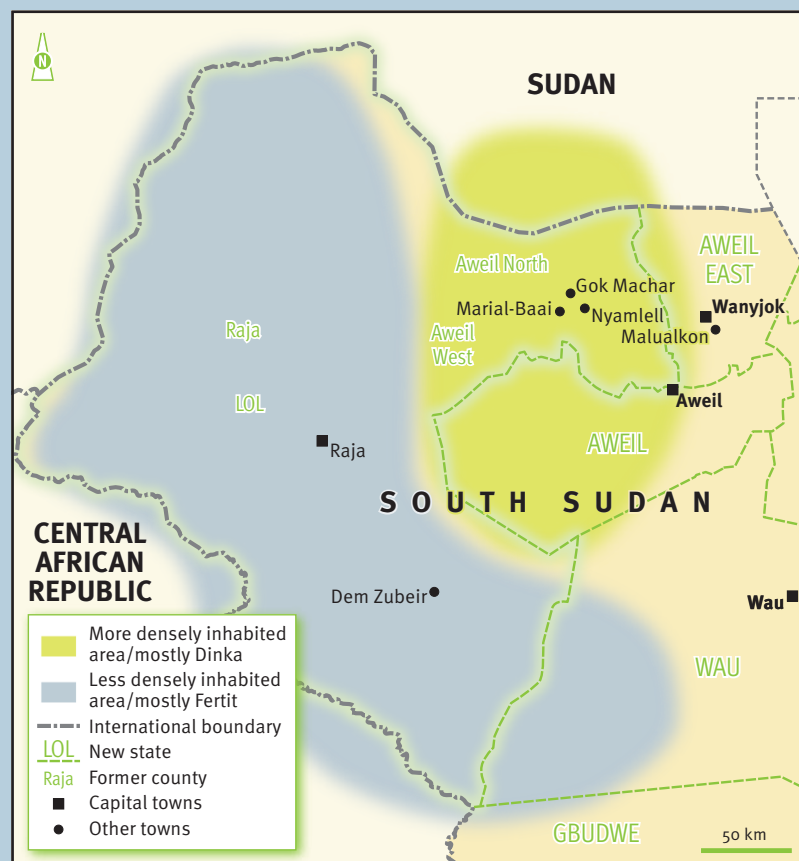 N
SUDAN
AWEIL
EAST
Aweil North
Gok Machar
Marial-Baai
Nyamlell
Wanyjok
Malualkon
Raja
Aweil
West
LOL
Aweil
Raja
AWEIL
SOUTH SUDAN
CENTRAL
AFRICAN
REPUBLIC
Dem Zubeir
Wau
WAU
More densely inhabited
area/mostly Dinka
Less densely inhabited
area/mostly Fertit
International boundary
LOL New state
Raja Former county
Capital towns
Other towns
GBUDWE
50 km